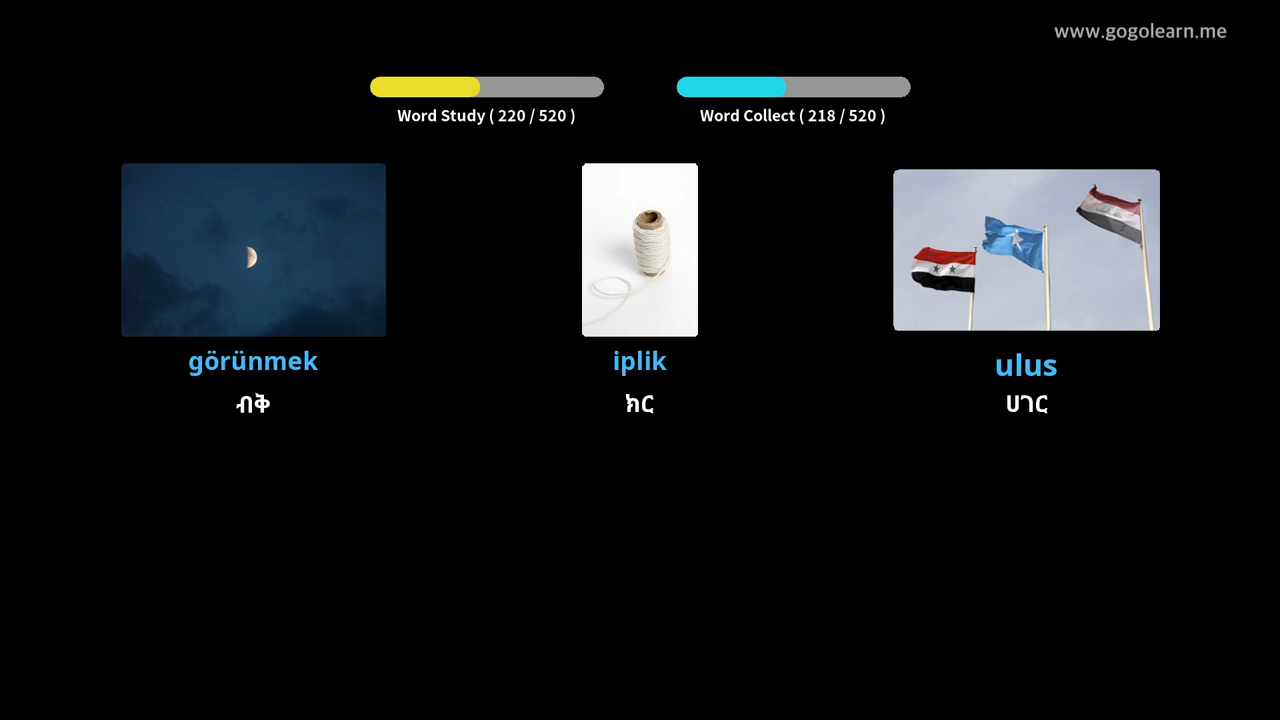 www.gogolearn.me
Word Study ( 220 / 520 )
Word Collect ( 218 / 520 )
görünmek
iplik
ulus
ብቅ
ክር
ሀገር